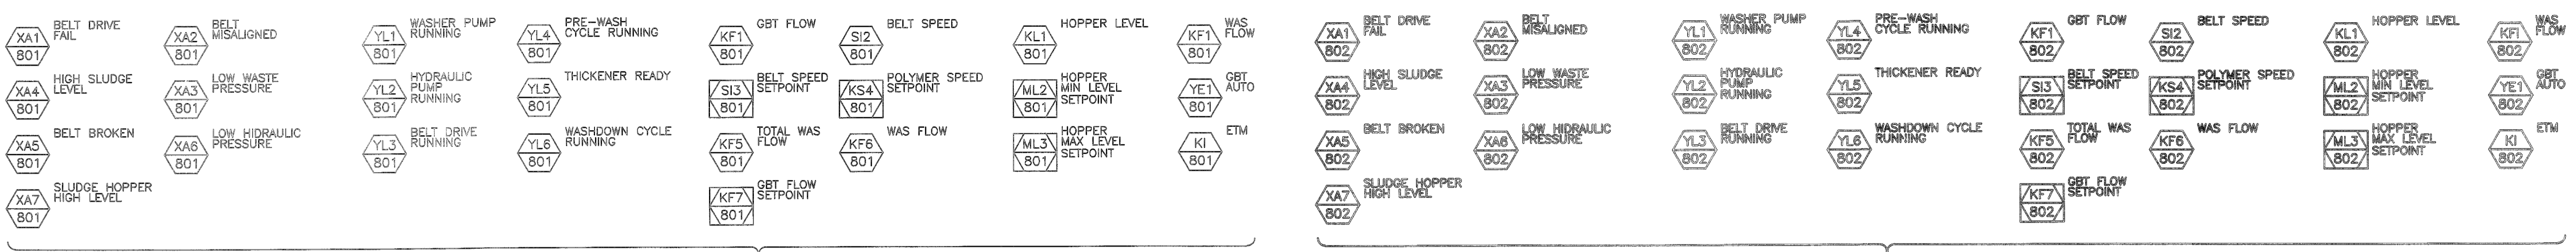 XA1
801
BELT DRIVE
FAIL
XA2
801
BELT
MISALIGNED
YL1
801
WASHER PUMP
RUNNING
YL4
801
PRE-WASH
CYCLE RUNNING
KF1
801
GBT FLOW
SI2
801
BELT SPEED
KL1
801
HOPPER LEVEL
KF1
801
WAS
FLOW
XA4
801
HIGH SLUDGE
LEVEL
XA3
801
LOW WASTE
PRESSURE
YL2
801
HYDRAULIC
PUMP
RUNNING
YL5
801
THICKENER READY
SI3
801
BELT SPEED
SETPOINT
KS4
801
POLYMER SPEED
SETPOINT
ML2
801
HOPPER
MIN LEVEL
SETPOINT
YE1
801
GBT
AUTO
XA5
801
BELT BROKEN
XA6
801
LOW HIDRAULIC
PRESSURE
YL3
801
BELT DRIVE
RUNNING
YL6
801
WASHDOWN CYCLE
RUNNING
KF5
801
TOTAL WAS
FLOW
KF6
801
WAS FLOW
ML3
801
HOPPER
MAX LEVEL
SETPOINT
KI
801
ETM
XA7
801
SLUDGE HOPPER
HIGH LEVEL
KF7
801
GBT FLOW
SETPOINT
XA1
802
BELT DRIVE
FAIL
XA2
802
BELT
MISALIGNED
YL1
802
WASHER PUMP
RUNNING
YL4
802
PRE-WASH
CYCLE RUNNING
KF1
802
GBT FLOW
SI2
802
BELT SPEED
KL1
802
HOPPER LEVEL
KF1
802
WAS
FLOW
XA4
802
HIGH SLUDGE
LEVEL
XA3
802
LOW WASTE
PRESSURE
YL2
802
HYDRAULIC
PUMP
RUNNING
YL5
802
THICKENER READY
SI3
802
BELT SPEED
SETPOINT
KS4
802
POLYMER SPEED
SETPOINT
ML2
802
HOPPER
MIN LEVEL
SETPOINT
YE1
802
GBT
AUTO
XA5
802
BELT BROKEN
XA6
802
LOW HIDRAULIC
PRESSURE
YL3
802
BELT DRIVE
RUNNING
YL6
802
WASHDOWN CYCLE
RUNNING
KF5
802
TOTAL WAS
FLOW
KF6
802
WAS FLOW
ML3
802
HOPPER
MAX LEVEL
SETPOINT
KI
802
ETM
XA7
802
SLUDGE HOPPER
HIGH LEVEL
KF7
802
GBT FLOW
SETPOINT